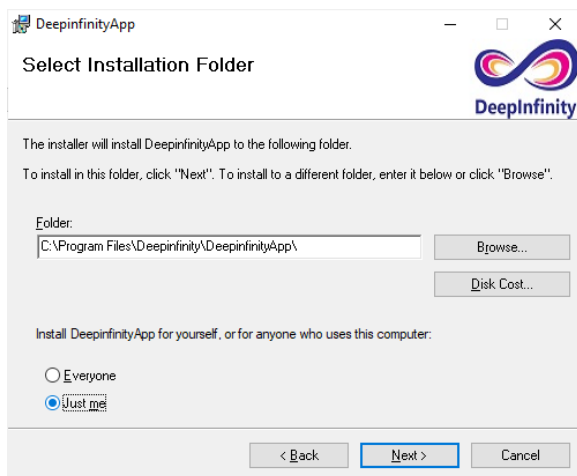 DeepinfinityApp
Select Installation Folder
DeepInfinity
The installer will install DeepinfinityApp to the following folder.
To install in this folder, click "Next". To install to a different folder, enter it below or click "Browse".
Folder:
C:\Program Files\Deepinfinity\DeepinfinityApp\
Browse...
Disk Cost...
Install DeepinfinityApp for yourself, or for anyone who uses this computer:
Everyone
Just me
< Back
Next >
Cancel